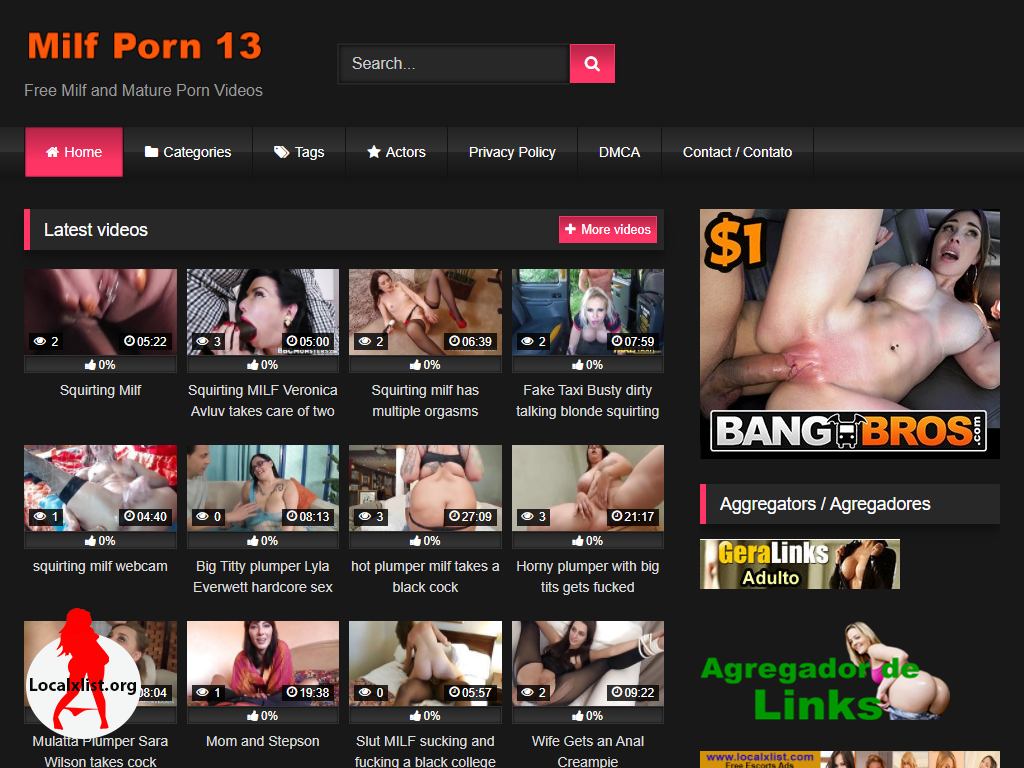 Milf Porn 13
Free Milf and Mature Porn Videos
Search...
Home
Categories
Tags
Actors
Privacy Policy
DMCA
Contact / Contato
Latest videos
More videos
2 05:22
3 05:00
2 06:39
2 07:59
0%
0%
0%
0%
Squirting Milf
Squirting MILF Veronica
Avluv takes care of two
Squirting milf has
multiple orgasms
Fake Taxi Busty dirty
talking blonde squirting
1 04:40
0 08:13
3 27:09
3 21:17
0%
0%
0%
0%
squirting milf webcam
Big Titty plumper Lyla
Everwett hardcore sex
hot plumper milf takes a
black cock
Horny plumper with big
tits gets fucked
Localxlist.org
08:04
1 19:38
0 05:57
2 09:22
0%
0%
0%
Mulatta Plumper Sara
Wilson takes cock
Mom and Stepson
Slut MILF sucking and
fucking a black college
Wife Gets an Anal
Creampie
$1
BANGBROS.com
Aggregators / Agregadores
GeraLinks
Adulto
Agregador de
Links
www.localxlist.com
Free Escorts Ads